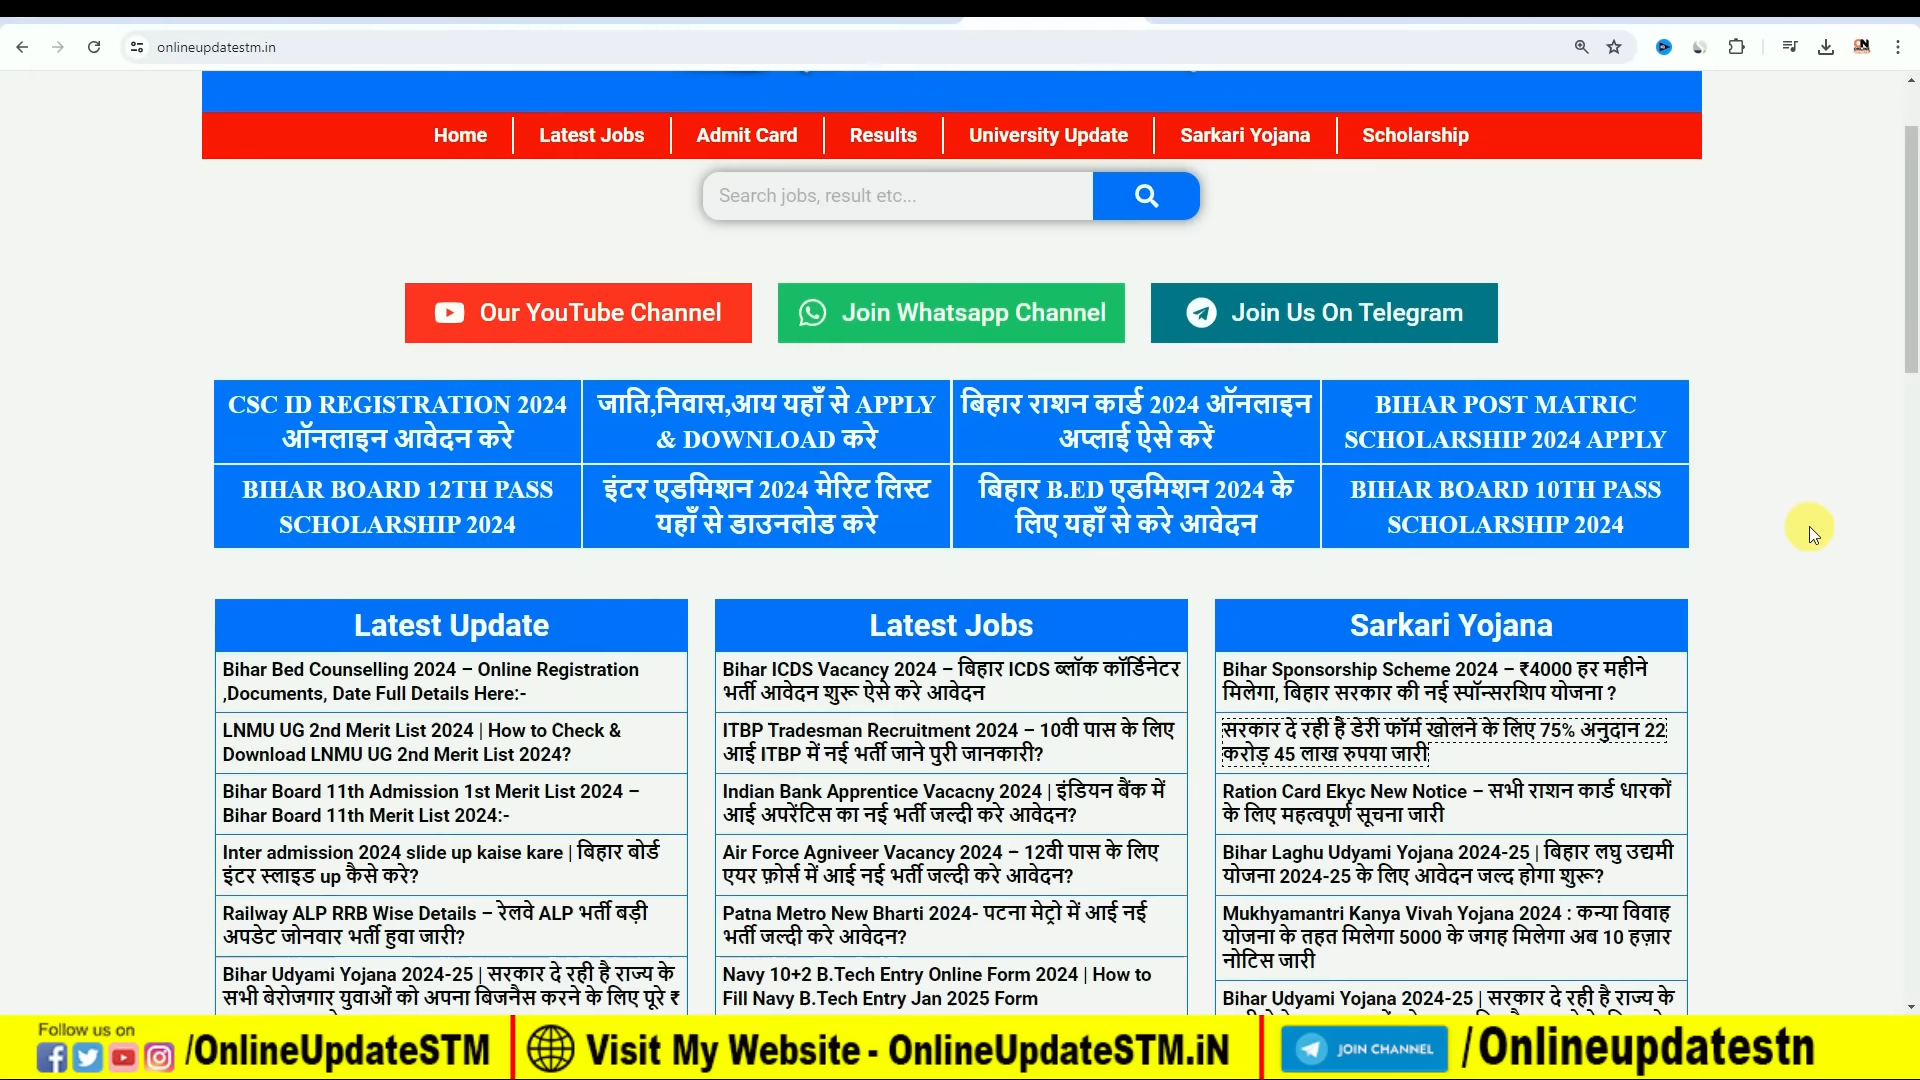 onlineupdatestm.in
Home
Latest Jobs
Admit Card
Results
University Update
Sarkari Yojana
Scholarship
Search jobs, result etc...
Our YouTube Channel
Join Whatsapp Channel
Join Us On Telegram
CSC ID REGISTRATION 2024
ऑनलाइन आवेदन करे
जाति,निवास,आय यहाँ से APPLY
& DOWNLOAD करे
बिहार राशन कार्ड 2024 ऑनलाइन
अप्लाई ऐसे करें
BIHAR POST MATRIC
SCHOLARSHIP 2024 APPLY
BIHAR BOARD 12TH PASS
SCHOLARSHIP 2024
इंटर एडमिशन 2024 मेरिट लिस्ट
यहाँ से डाउनलोड करे
बिहार B.ED एडमिशन 2024 के
लिए यहाँ से करे आवेदन
BIHAR BOARD 10TH PASS
SCHOLARSHIP 2024
Latest Update
Bihar Bed Counselling 2024 – Online Registration
,Documents, Date Full Details Here:-
LNMU UG 2nd Merit List 2024 | How to Check &
Download LNMU UG 2nd Merit List 2024?
Bihar Board 11th Admission 1st Merit List 2024 –
Bihar Board 11th Merit List 2024:-
Inter admission 2024 slide up kaise kare | बिहार बोर्ड
इंटर स्लाइड up कैसे करे?
Railway ALP RRB Wise Details – रेलवे ALP भर्ती बड़ी
अपडेट जोनवार भर्ती हुवा जारी?
Bihar Udyami Yojana 2024-25 | सरकार दे रही है राज्य के
सभी बेरोजगार युवाओं को अपना बिजनैस करने के लिए पूरे ₹
Latest Jobs
Bihar ICDS Vacancy 2024 – बिहार ICDS ब्लॉक कॉर्डिनेटर
भर्ती आवेदन शुरू ऐसे करे आवेदन
ITBP Tradesman Recruitment 2024 – 10वी पास के लिए
आई ITBP में नई भर्ती जाने पुरी जानकारी?
Indian Bank Apprentice Vacacny 2024 | इंडियन बैंक में
आई अपरेंटिस का नई भर्ती जल्दी करे आवेदन?
Air Force Agniveer Vacancy 2024 – 12वी पास के लिए
एयर फ़ोर्स में आई नई भर्ती जल्दी करे आवेदन?
Patna Metro New Bharti 2024- पटना मेट्रो में आई नई
भर्ती जल्दी करे आवेदन?
Navy 10+2 B.Tech Entry Online Form 2024 | How to
Fill Navy B.Tech Entry Jan 2025 Form
Sarkari Yojana
Bihar Sponsorship Scheme 2024 – ₹4000 हर महीने
मिलेगा, बिहार सरकार की नई स्पॉन्सरशिप योजना ?
सरकार दे रही है डेरी फॉर्म खोलने के लिए 75% अनुदान 22
करोड़ 45 लाख रुपया जारी
Ration Card Ekyc New Notice – सभी राशन कार्ड धारकों
के लिए महत्वपूर्ण सूचना जारी
Bihar Laghu Udyami Yojana 2024-25 | बिहार लघु उद्यमी
योजना 2024-25 के लिए आवेदन जल्द होगा शुरू?
Mukhyamantri Kanya Vivah Yojana 2024 : कन्या विवाह
योजना के तहत मिलेगा 5000 के जगह मिलेगा अब 10 हज़ार
नोटिस जारी
Bihar Udyami Yojana 2024-25 | सरकार दे रही है राज्य के
Follow us on
/OnlineUpdateSTM
Visit My Website - OnlineUpdateSTM.iN
JOIN CHANNEL
/Onlineupdatestn